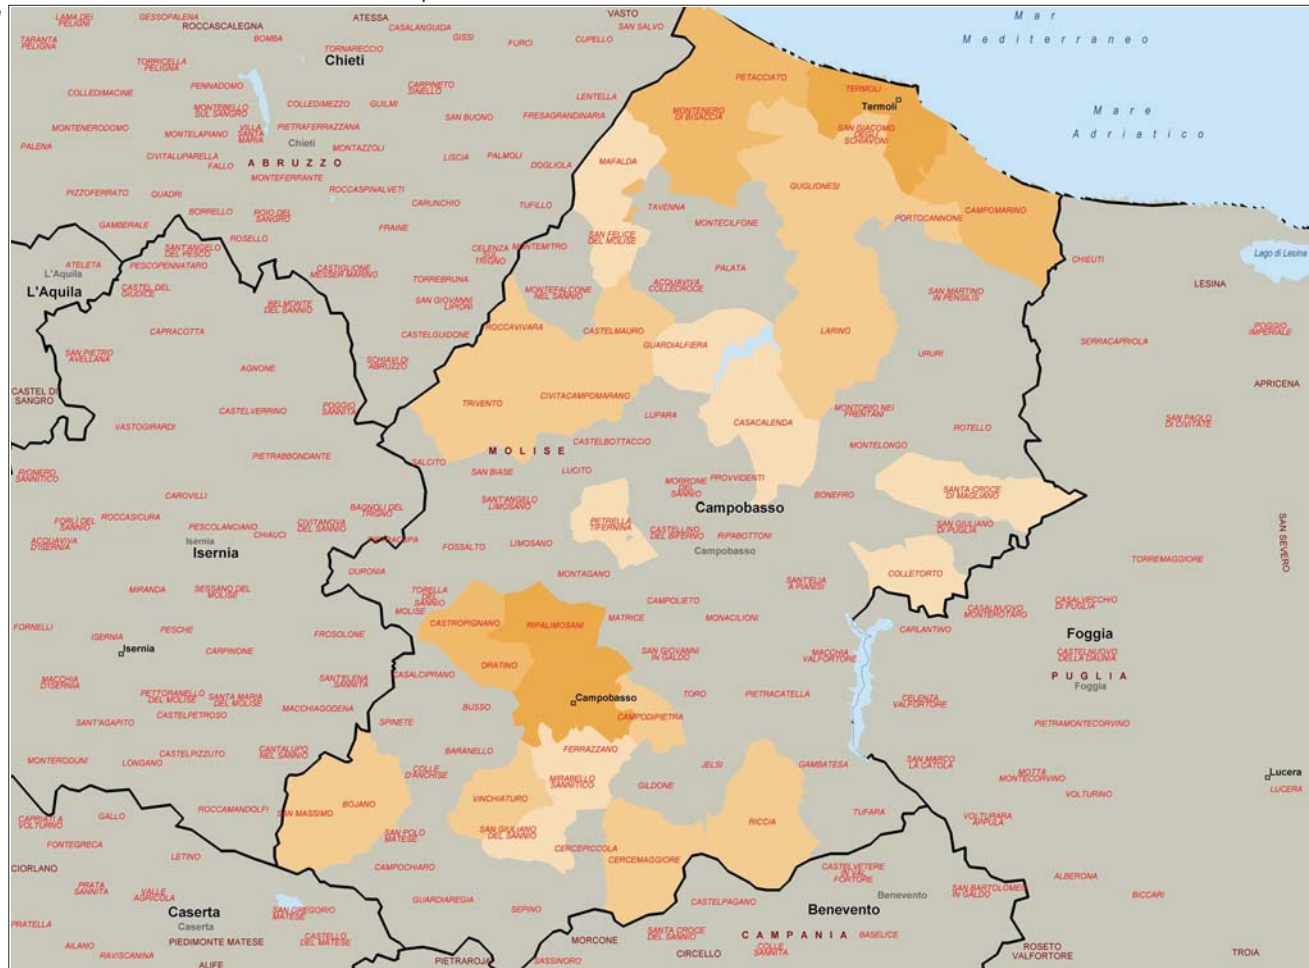 LAMA DEI
PELIGNI
GESSOPALENA
ROCCASCALEGNA
ATESSA
CASALANGUIDA
VASTO
SAN SALVO
Mar
Mediterraneo
TARANTA
PELIGNA
BOMBA
TORNARECCIO
GISSI
FURCI
CUPELLO
Chieti
TORRICELLA
PELIGNA
PENNADOMO
CARPINETO
SINELLO
PETACCIATO
TERMOLI
COLLEDIMACINE
MONTEBELLO
SUL SANGRO
COLLEDIMEZZO
GUILMI
LENTELLA
MONTENERO
DI BISACCIA
Termoli
SAN BUONO
FRESAGRANDINARIA
Mare
Adriatico
MONTENERODOMO
MONTELAPIANO
VILLA
SANTA
MARIA
PIETRAFERRAZZANA
SAN GIACOMO
DEGLI
SCHIAVONI
PALENA
Chieti
MONTAZZOLI
CIVITALUPARELLA
FALLO
ABRUZZO
LISCIA
PALMOLI
DOGLIOLA
MAFALDA
MONTEFERRANTE
GUGLIONESI
PIZZOFERRATO
QUADRI
ROCCASPINALVETI
CARUNCHIO
TUFILLO
TAVENNA
BORRELLO
ROIO DEL
SANGRO
MONTECILFONE
PORTOCANNONE
CAMPOMARINO
GAMBERALE
FRAINE
SAN FELICE
DEL MOLISE
ROSELLO
SANT'ANGELO
DEL PESCO
CELENZA
SUL
TRIGNO
MONTEMITRO
Lago di Lesina
ATELETA
L'Aquila
PESCOPENNATARO
CASTIGLIONE
MESSER MARINO
TORREBRUNA
PALATA
CHIEUTI
L'Aquila
CASTEL DEL
GIUDICE
MONTEFALCONE
NEL SANNIO
ACQUAVIVA
COLLECROCE
SAN MARTINO
IN PENSILIS
LESINA
BELMONTE
DEL SANNIO
SAN GIOVANNI
LIPIONI
CAPRACOTTA
CASTELGUIDONE
ROCCAVIVARA
CASTELMAURO
GUARDIALFIERA
LARINO
SERRACAPRIOLA
POGGIO
IMPERIALE
SAN PIETRO
AVELLANA
AGNONE
SCHIAVI DI
ABRUZZO
URURI
CASTEL DI
SANGRO
APRICENA
CASTELVERRINO
POGGIO
SANNITA
TRIVENTO
CIVITACAMPOMARANO
LUPARA
CASACALENDA
MONTORIO NEI
FRENTANI
SAN PAOLO
DI CIVITATE
VASTOGIRARDI
ROTELLO
CASTELBOTTACCIO
MONTELONGO
MOLISE
PIETRABBONDANTE
SALCITO
SAN BIASE
LUCITO
RIONERO
SANNITICO
MORRONE
DEL
SANNIO
PROVVIDENTI
SANTA CROCE
DI MAGLIANO
CAROVILLI
SANT'ANGELO
LIMOSANO
BONEFRO
BAGNOLI DEL
TRIGNO
Campobasso
ROCCASICURA
FORLÌ DEL
SANNIO
PESCOLANCIANO
CIVITANOVA
DEL SANNIO
CHIAUCI
PETRELLA
TIFERNINA
CASTELLINO
DEL BIFERNO
RIPABOTTONI
SAN GIULIANO
DI PUGLIA
SAN SEVERO
ACQUAVIVA
D'ISERNIA
Isernia
Isernia
PIETRACUPA
FOSSALTO
LIMOSANO
Campobasso
TORREMAGGIORE
DURONIA
MONTAGANO
SANT'ELIA
A PIANISI
COLLETORTO
MIRANDA
SESSANO DEL
MOLISE
TORELLA
DEL
SANNIO
MOLISE
CAMPOLIETO
CASALNUOVO
MONTEROTARO
CASALVECCHIO
DI PUGLIA
FORNELLI
PESCHE
ISERNIA
FROSOLONE
CASTROPIGNANO
RIPALIMOSANI
MATRICE
MONACILIONI
CARLANTINO
Foggia
Isernia
CARPINONE
SAN GIOVANNI
IN GALDO
MACCHIA
VALFORTORE
CASTELNUOVO
DELLA DAUNIA
ORATINO
CASALCIPRANO
PUGLIA
Foggia
MACCHIA
D'ISERNIA
SANT'ELENA
SANNITA
PETTORANELLO
DEL MOLISE
SANTA MARIA
DEL MOLISE
MACCHIAGODENA
BUSSO
Campobasso
TORO
PIETRACATELLA
CELENZA
VALFORTORE
SANT'AGAPITO
CASTELPETROSO
SPINETE
CAMPODIPIETRA
PIETRAMONTECORVINO
CASTELPIZZUTO
CANTALUPO
NEL SANNIO
BARANELLO
FERRAZZANO
MONTERODUNI
LONGANO
COLLE
D'ANCHISE
JELSI
GAMBATESA
SAN MARCO
LA CATOLA
MIRABELLO
SANNITICO
GILDONE
MOTTA
MONTECORVINO
Lucera
LUCERA
VINCHIATURO
VOLTURINO
ROCCAMANDOLFI
SAN MASSIMO
BOJANO
CAPRIATI A
VOLTURNO
GALLO
TUFARA
VOLTURARA
APPULA
RICCIA
SAN POLO
MATESE
SAN GIULIANO
DEL SANNIO
FONTEGRECA
LETINO
CERCEPICCOLA
CERCEMAGGIORE
CIORLANO
CAMPOCHIARO
CASTELVETERE
IN VAL
FORTORE
ALBERONA
PRATA
SANNITA
VALLE
AGRICOLA
GUARDIAREGIA
Benevento
SAN BARTOLOMEO
IN GALDO
BICCARI
SEPINO
CASTELPAGANO
Caserta
Caserta
SAN GREGORIO
MATESE
Benevento
PRATELLA
SANTA CROCE
DEL SANNIO
CAMPANIA
BASELICE
AILANO
PIEDIMONTE MATESE
CASTELLO
DEL MATESE
MORCONE
COLLE
SANNITA
CIRCELLO
ROSETO
VALFORTORE
TROIA
RAVISCANINA
ALIFE
PIETRAROJA
SASSINORO